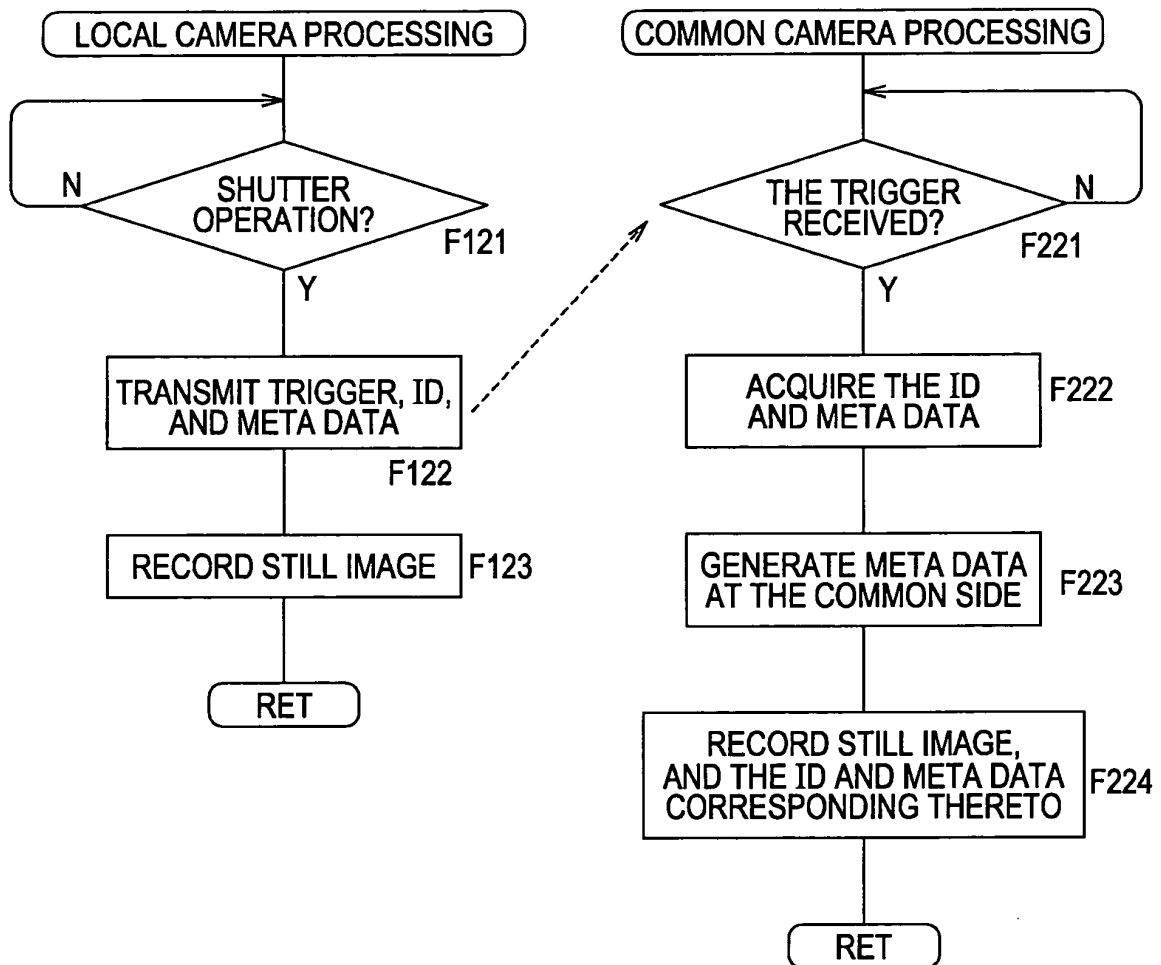 LOCAL CAMERA PROCESSING
N
SHUTTER
OPERATION?
F121
Y
TRANSMIT TRIGGER, ID,
AND META DATA
F122
RECORD STILL IMAGE
F123
RET
COMMON CAMERA PROCESSING
THE TRIGGER
RECEIVED?
N
F221
Y
ACQUIRE THE ID
AND META DATA
F222
GENERATE META DATA
AT THE COMMON SIDE
F223
RECORD STILL IMAGE,
AND THE ID AND META DATA
CORRESPONDING THERETO
F224
RET